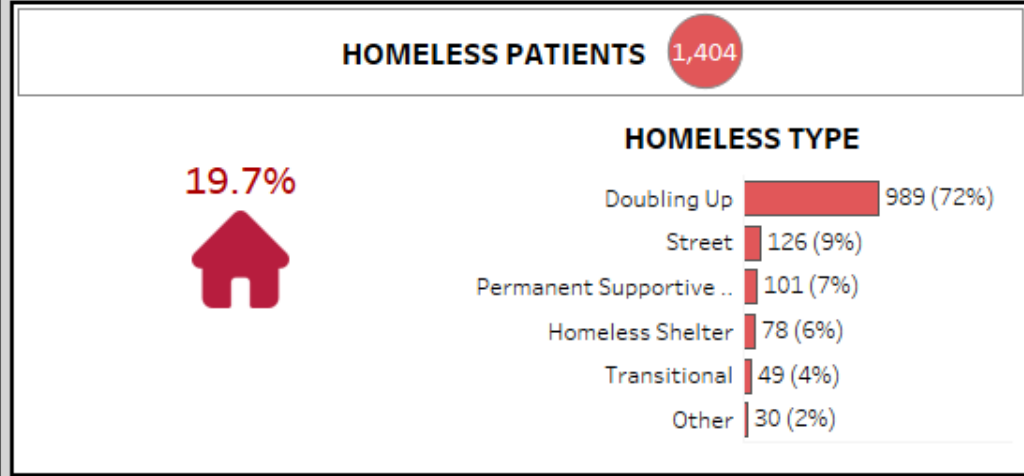 HOMELESS PATIENTS 1,404
19.7%
HOMELESS TYPE
Doubling Up 989 (72%)
Street 126 (9%)
Permanent Supportive .. 101 (7%)
Homeless Shelter 78 (6%)
Transitional 49 (4%)
Other 30 (2%)